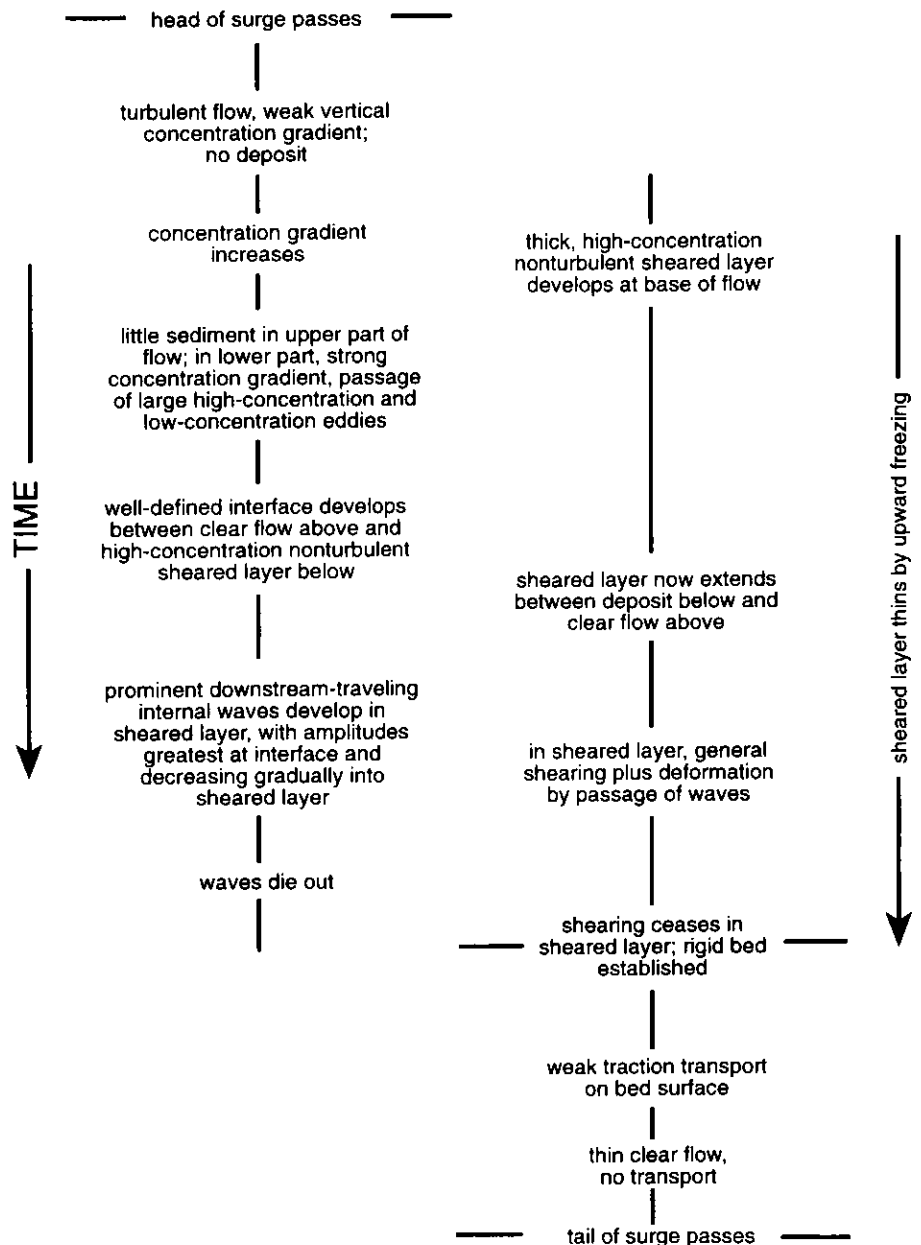 head of surge passes
turbulent flow, weak vertical
concentration gradient;
no deposit
concentration gradient
increases
little sediment in upper part of
flow; in lower part, strong
concentration gradient, passage
of large high-concentration and
low-concentration eddies
well-defined interface develops
between clear flow above and
high-concentration nonturbulent
sheared layer below
prominent downstream-traveling
internal waves develop in
sheared layer, with amplitudes
greatest at interface and
decreasing gradually into
sheared layer
waves die out
TIME
thick, high-concentration
nonturbulent sheared layer
develops at base of flow
sheared layer now extends
between deposit below and
clear flow above
in sheared layer, general
shearing plus deformation
by passage of waves
shearing ceases in
sheared layer; rigid bed
established
weak traction transport
on bed surface
thin clear flow,
no transport
tail of surge passes
sheared layer thins by upward freezing